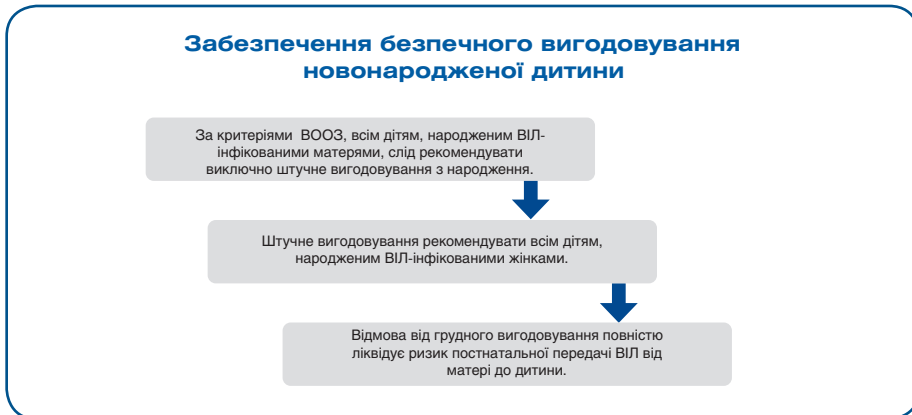 Забезпечення безпечного вигодовування
новонародженої дитини
За критеріями ВООЗ, всім дітям, народженим ВІЛ-
інфікованими матерями, слід рекомендувати
виключно штучне вигодовування з народження.
Штучне вигодовування рекомендувати всім дітям,
народженим ВІЛ-інфікованими жінками.
Відмова від грудного вигодовування повністю
ліквідує ризик постнатальної передачі ВІЛ від
матері до дитини.